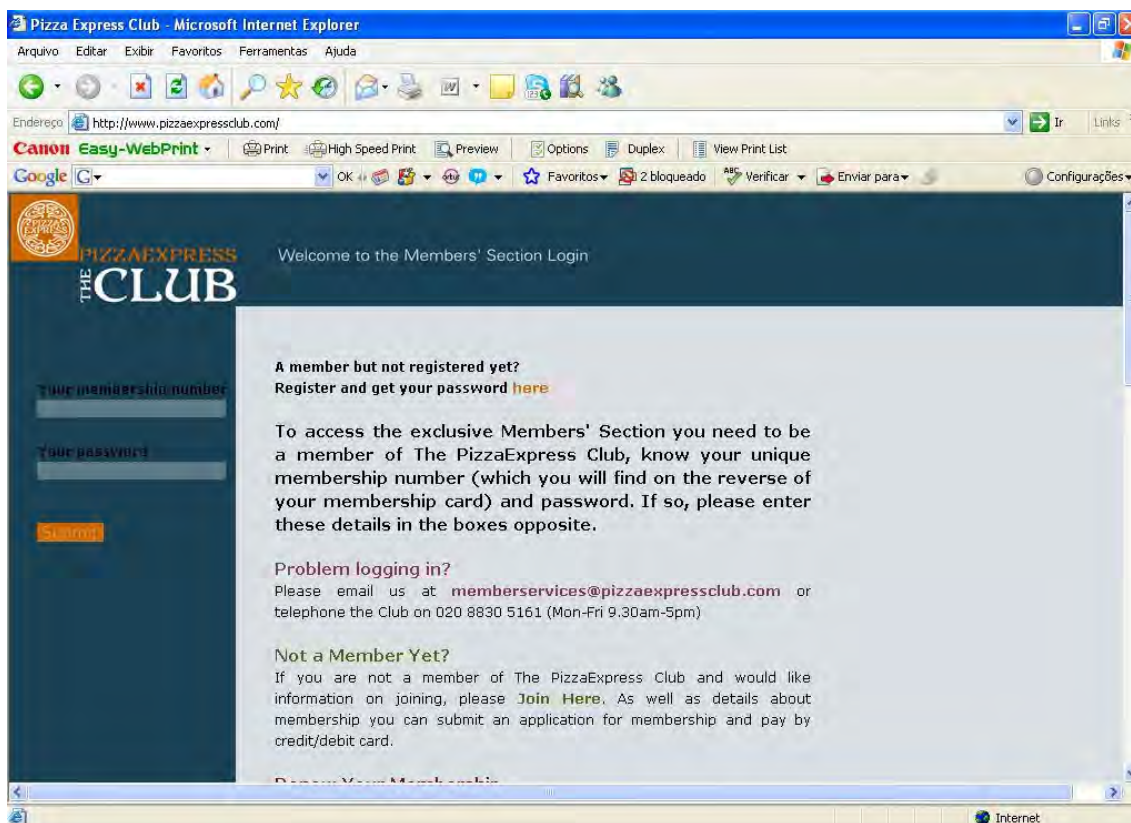 Pizza Express Club - Microsoft Internet Explorer
Arquivo Editar Exibir Favoritos Ferramentas Ajuda
Endereço http://www.pizzaexpressclub.com/ Ir Links
Canon Easy-WebPrint Print High Speed Print Preview Options Duplex View Print List
Google G OK 2 bloqueado Favoritos ABC Verificar Enviar para Configurações
PIZZA EXPRESS
PIZZAEXPRESS
THE CLUB
Welcome to the Members' Section Login
Your membership number
Your password
Submit
A member but not registered yet?
Register and get your password here
To access the exclusive Members' Section you need to be
a member of The PizzaExpress Club, know your unique
membership number (which you will find on the reverse of
your membership card) and password. If so, please enter
these details in the boxes opposite.
Problem logging in?
Please email us at memberservices@pizzaexpressclub.com or
telephone the Club on 020 8830 5161 (Mon-Fri 9.30am-5pm)
Not a Member Yet?
If you are not a member of The PizzaExpress Club and would like
information on joining, please Join Here. As well as details about
membership you can submit an application for membership and pay by
credit/debit card.
Renew Your Membership
Internet